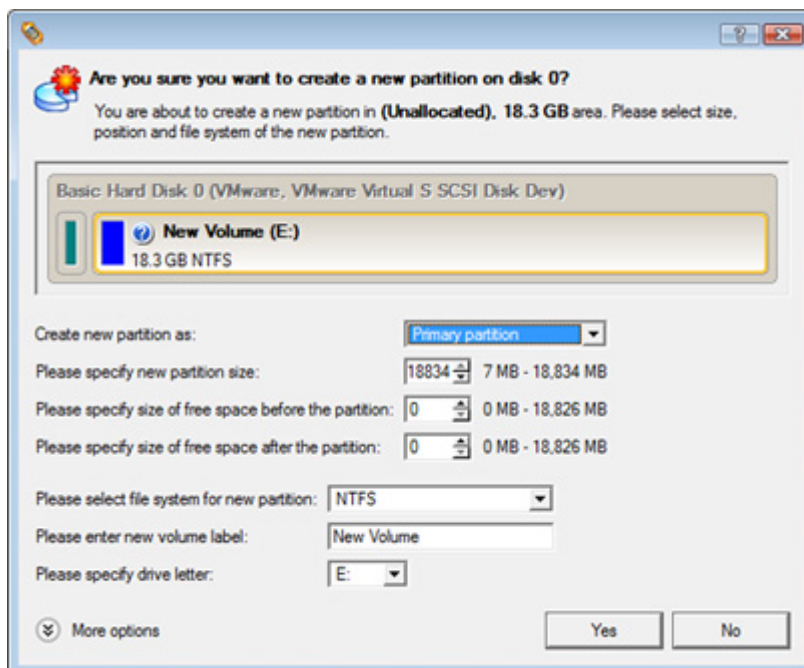 Are you sure you want to create a new partition on disk 0?
You are about to create a new partition in (Unallocated), 18.3 GB area. Please select size,
position and file system of the new partition.
Basic Hard Disk 0 (VMware, VMware Virtual S SCSI Disk Dev)
New Volume (E:)
18.3 GB NTFS
Create new partition as: Primary partition
Please specify new partition size: 18834 7 MB - 18,834 MB
Please specify size of free space before the partition: 0 0 MB - 18,826 MB
Please specify size of free space after the partition: 0 0 MB - 18,826 MB
Please select file system for new partition: NTFS
Please enter new volume label: New Volume
Please specify drive letter: E:
More options Yes No